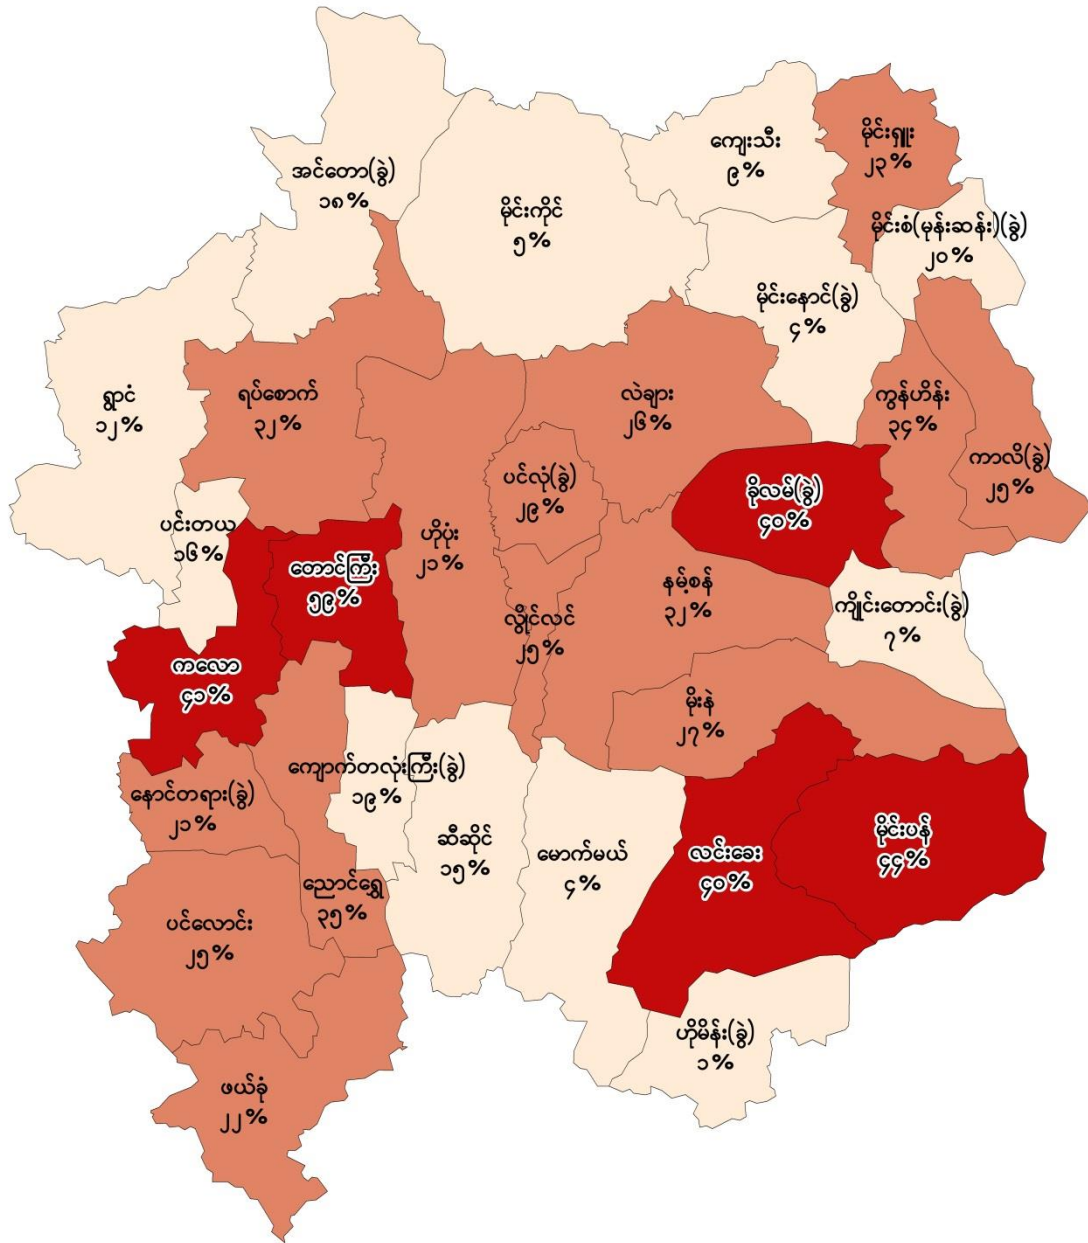 ကျေးသီး
၉%
မိုင်းရှူး
၂၃%
အင်တော(ခွဲ)
၁၈%
မိုင်းကိုင်
၅%
မိုင်းစံ(မုန်းဆန်း)(ခွဲ)
၂၀%
မိုင်းနောင်(ခွဲ)
၄%
ရွာငံ
၁၂%
ရပ်စောက်
၃၂%
လဲချား
၂၆%
ကွန်ဟိန်း
၃၄%
ကာလိ(ခွဲ)
၂၅%
ပင်လုံ(ခွဲ)
၂၉%
ခိုလမ်(ခွဲ)
၄၀%
ပင်းတယ
၁၆%
တောင်ကြီး
၅၉%
ဟိုပုံး
၂၁%
နမ့်စန်
၃၂%
လွိုင်လင်
၂၅%
ကျိုင်းတောင်း(ခွဲ)
၇%
ကလော
၄၁%
မိုးနဲ
၂၇%
ကျောက်တလုံးကြီး(ခွဲ)
၁၉%
နောင်တရား(ခွဲ)
၂၁%
ဆီဆိုင်
၁၅%
မောက်မယ်
၄%
လင်းခေး
၄၀%
မိုင်းပန်
၄၄%
ညောင်ရွှေ
၃၅%
ပင်လောင်း
၂၅%
ဟိုမိန်း(ခွဲ)
၁%
ဖယ်ခုံ
၂၂%